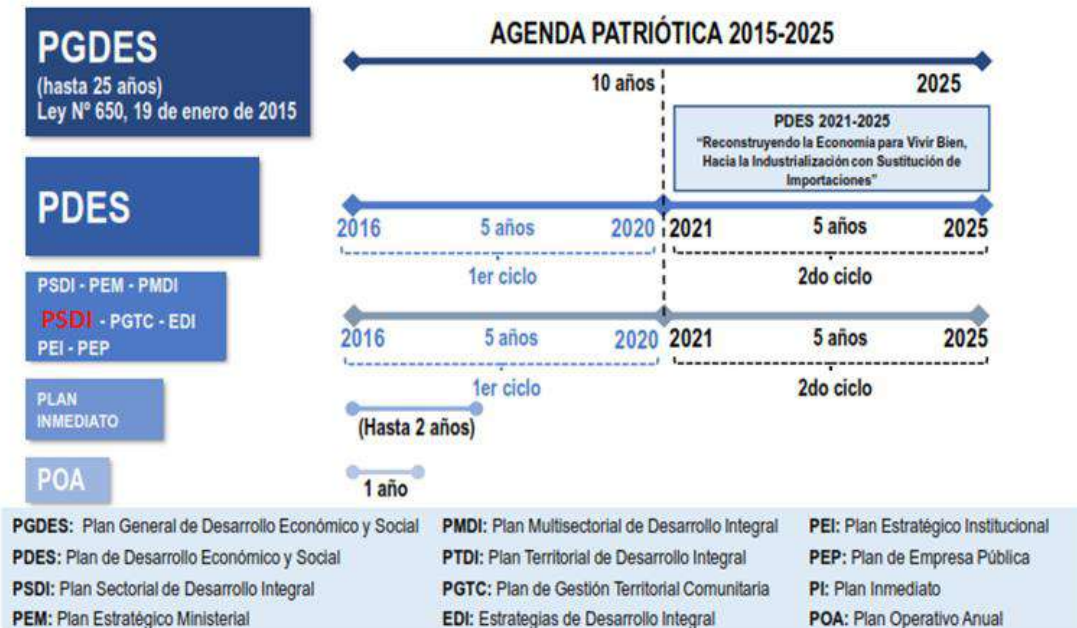 PGDES
(hasta 25 años)
Ley Nº 650, 19 de enero de 2015
AGENDA PATRIÓTICA 2015-2025
10 años
2025
PDES 2021-2025
“Reconstruyendo la Economía para Vivir Bien,
Hacia la Industrialización con Sustitución de
Importaciones”
PDES
2016 5 años 2020 2021 5 años 2025
1er ciclo 2do ciclo
PSDI - PEM - PMDI
PSDI - PGTC - EDI
PEI - PEP
2016 5 años 2020 2021 5 años 2025
1er ciclo 2do ciclo
PLAN
INMEDIATO
(Hasta 2 años)
POA
1 año
PGDES: Plan General de Desarrollo Económico y Social
PDES: Plan de Desarrollo Económico y Social
PSDI: Plan Sectorial de Desarrollo Integral
PEM: Plan Estratégico Ministerial
PMDI: Plan Multisectorial de Desarrollo Integral
PTDI: Plan Territorial de Desarrollo Integral
PGTC: Plan de Gestión Territorial Comunitaria
EDI: Estrategias de Desarrollo Integral
PEI: Plan Estratégico Institucional
PEP: Plan de Empresa Pública
PI: Plan Inmediato
POA: Plan Operativo Anual